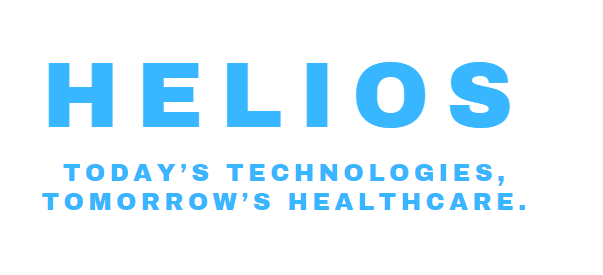 HELIOS
TODAY’S TECHNOLOGIES,
TOMORROW’S HEALTHCARE.